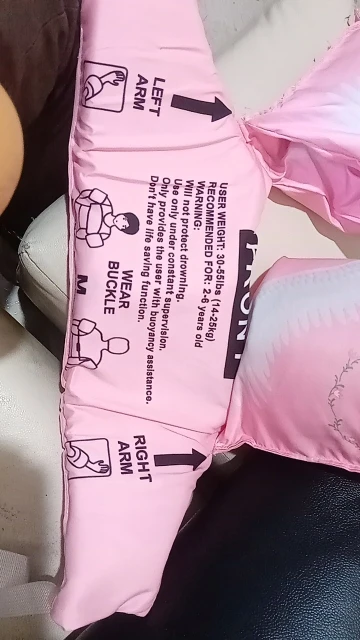 LEFT
ARM
FRONT
USER WEIGHT: 30-55lbs (14-25kg)
RECOMMENDED FOR: 2-6 years old
WARNING:
Will not protect drowning.
Use only under constant supervision.
Only provides the user with buoyancy assistance.
Don't have life saving function.
WEAR
BUCKLE
M
RIGHT
ARM